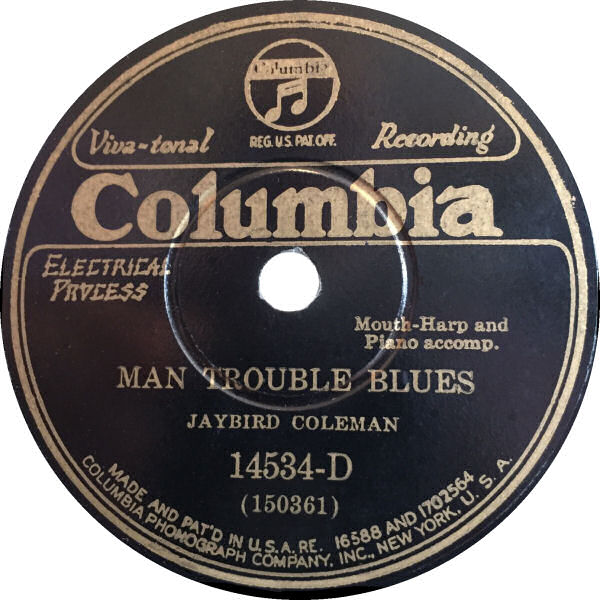 Columbia
REG. U.S. PAT. OFF.
Viva-tonal Recording
Columbia
ELECTRICAL
PROCESS
Mouth-Harp and
Piano accomp.
MAN TROUBLE BLUES
JAYBIRD COLEMAN
14534-D
(150361)
MADE AND PAT'D IN U.S.A. RE. 16588 AND 1702564
COLUMBIA PHONOGRAPH COMPANY, INC., NEW YORK, U.S.A.